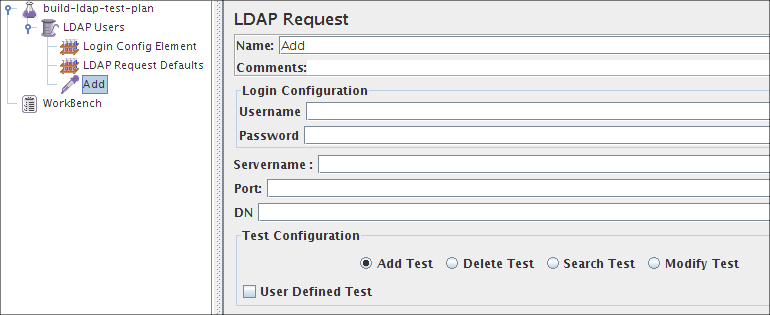 build-ldap-test-plan
LDAP Users
Login Config Element
LDAP Request Defaults
Add
WorkBench
LDAP Request
Name: Add
Comments:
Login Configuration
Username
Password
Servername :
Port:
DN
Test Configuration
Add Test Delete Test Search Test Modify Test
User Defined Test